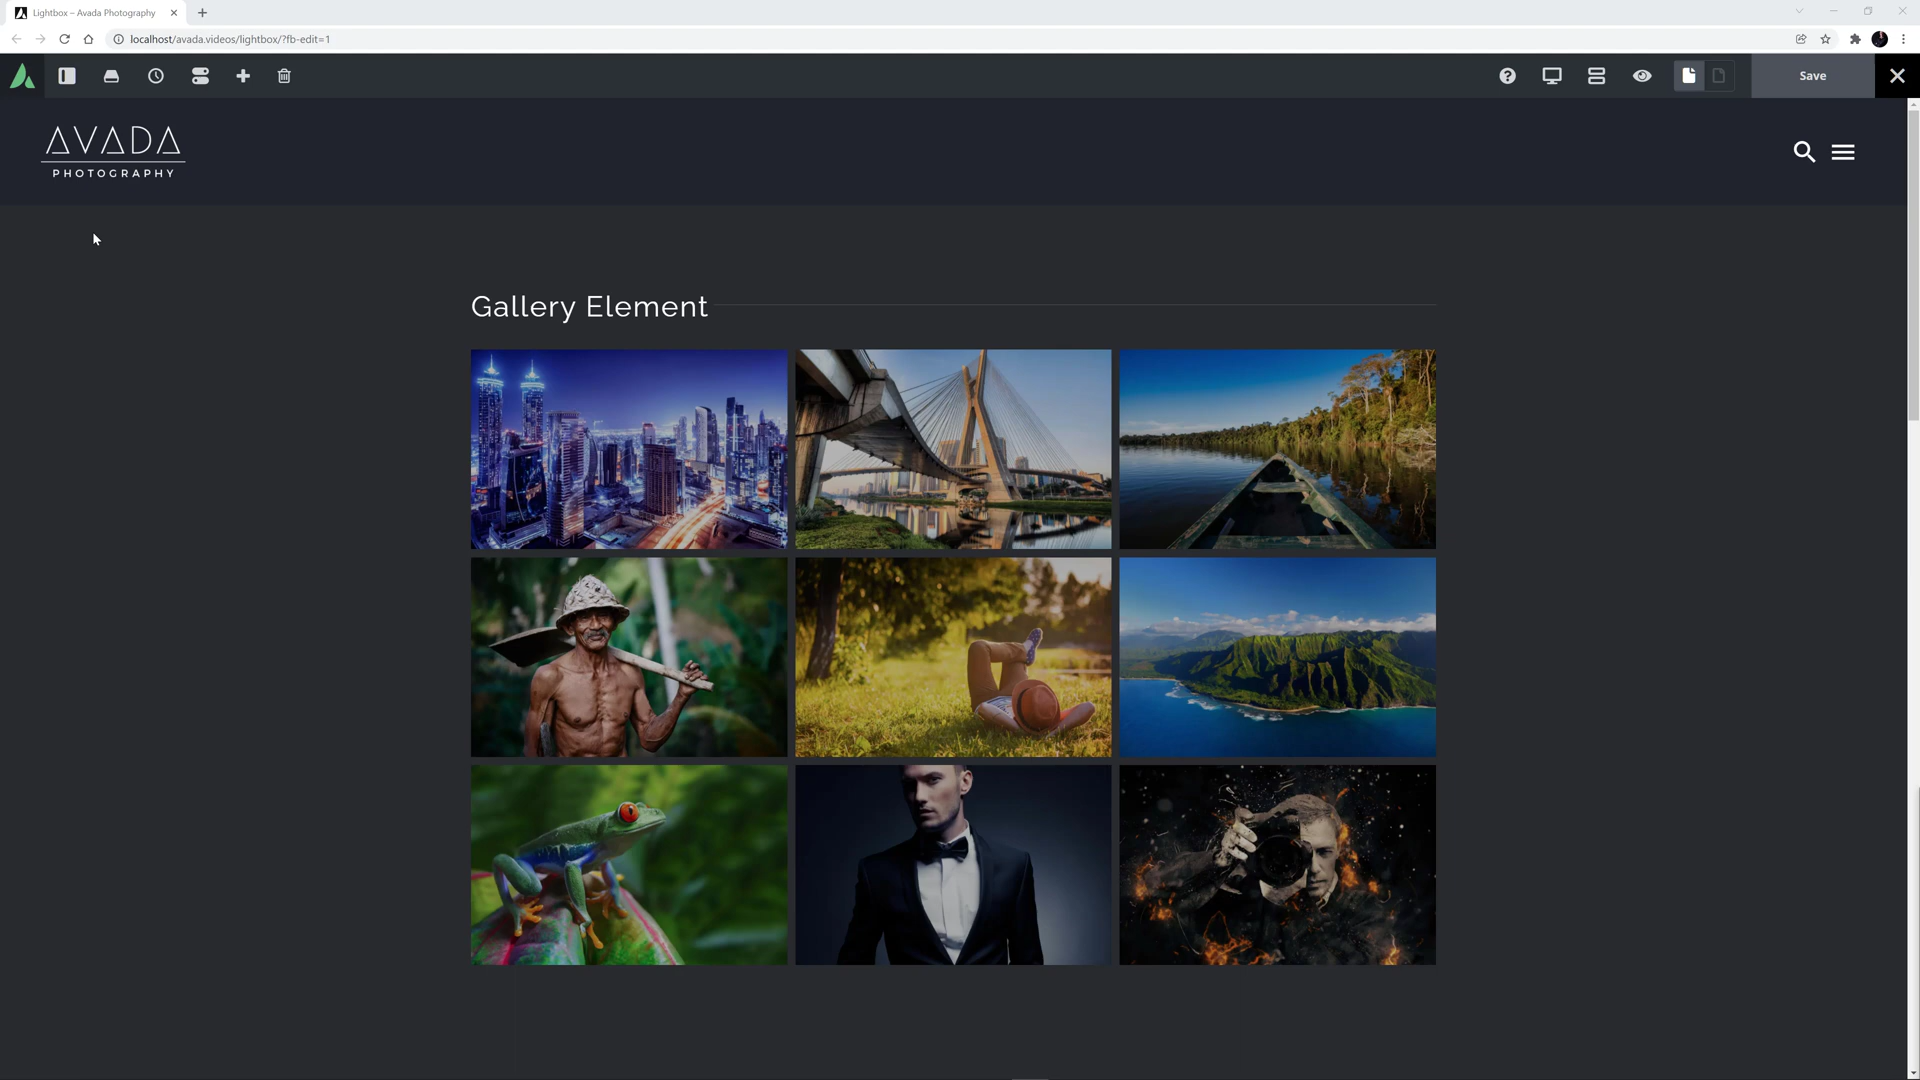 Lightbox – Avada Photography
localhost/avada.videos/lightbox/?fb-edit=1
Save
AVADA
PHOTOGRAPHY
Gallery Element